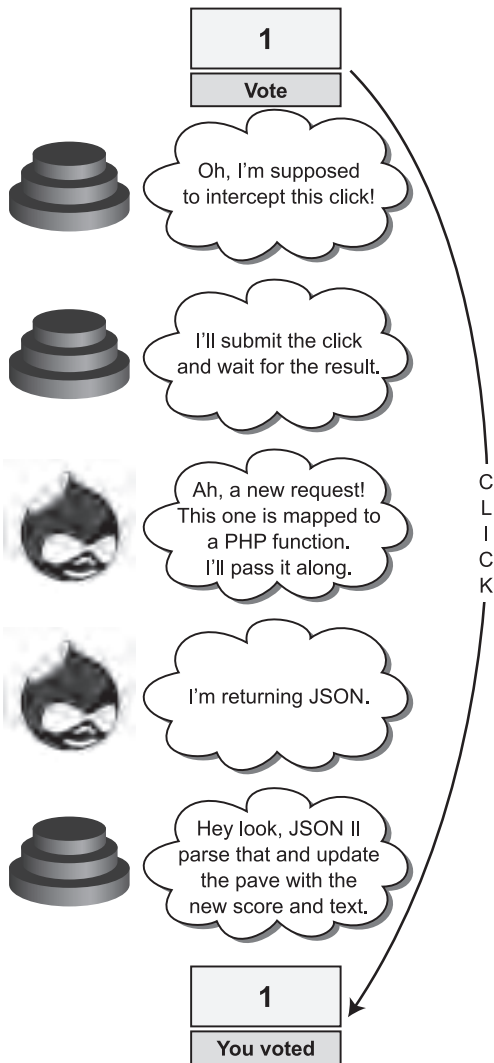 1
Vote
Oh, I'm supposed
to intercept this click!
I'll submit the click
and wait for the result.
Ah, a new request!
This one is mapped to
a PHP function.
I'll pass it along.
I'm returning JSON.
Hey look, JSON II
parse that and update
the pave with the
new score and text.
1
You voted
C
L
I
C
K